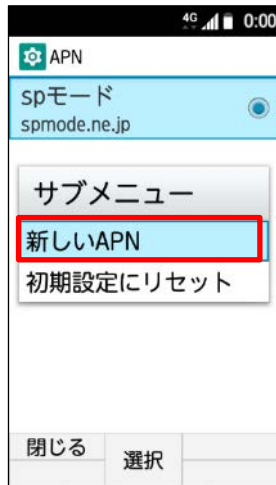 4G 0:00
APN
spモード
spmode.ne.jp
サブメニュー
新しいAPN
初期設定にリセット
閉じる
選択